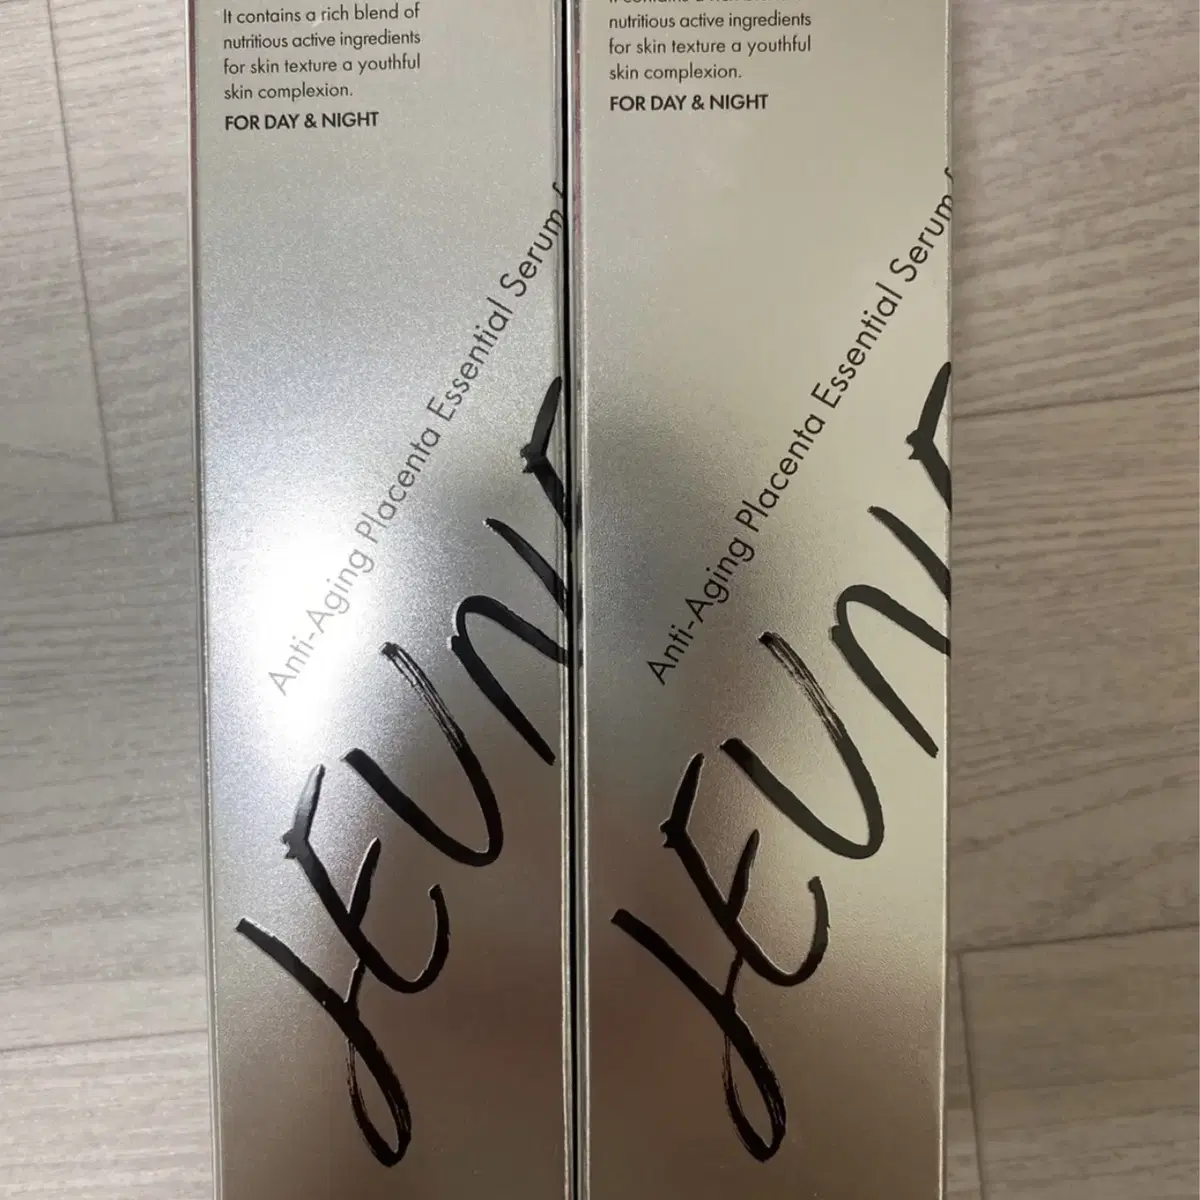 It contains a rich blend of
nutritious active ingredients
for skin texture a youthful
skin complexion.
FOR DAY & NIGHT
Anti-Aging Placenta Essential Serum
JEUNE
nutritious active ingredients
for skin texture a youthful
skin complexion.
FOR DAY & NIGHT
Anti-Aging Placenta Essential Serum
JEUNE